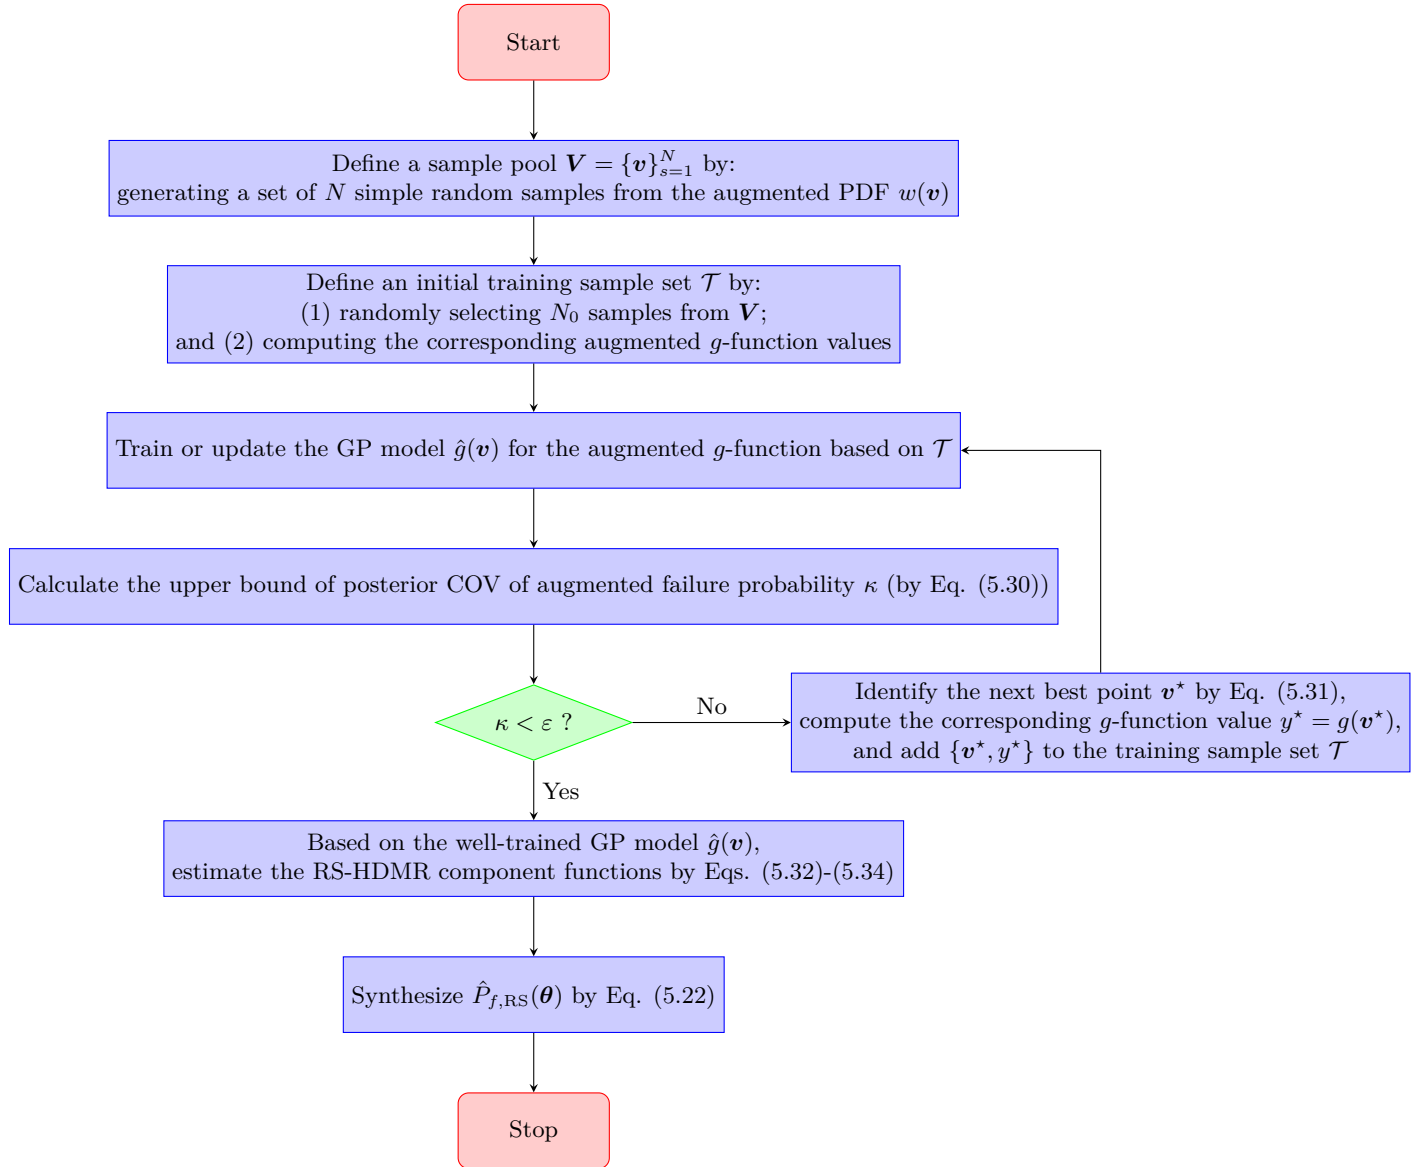 Start
Define a sample pool $\boldsymbol{V} = \{\boldsymbol{v}\}_{s=1}^{N}$ by:
generating a set of $N$ simple random samples from the augmented PDF $w(\boldsymbol{v})$
Define an initial training sample set $\mathcal{T}$ by:
(1) randomly selecting $N_0$ samples from $\boldsymbol{V}$;
and (2) computing the corresponding augmented $g$-function values
Train or update the GP model $\hat{g}(\boldsymbol{v})$ for the augmented $g$-function based on $\mathcal{T}$
Calculate the upper bound of posterior COV of augmented failure probability $\kappa$ (by Eq. (5.30))
$\kappa < \varepsilon$ ?
No
Identify the next best point $\boldsymbol{v}^{\star}$ by Eq. (5.31),
compute the corresponding $g$-function value $y^{\star} = g(\boldsymbol{v}^{\star})$,
and add $\{\boldsymbol{v}^{\star}, y^{\star}\}$ to the training sample set $\mathcal{T}$
Yes
Based on the well-trained GP model $\hat{g}(\boldsymbol{v})$,
estimate the RS-HDMR component functions by Eqs. (5.32)-(5.34)
Synthesize $\hat{P}_{f,\mathrm{RS}}(\boldsymbol{\theta})$ by Eq. (5.22)
Stop